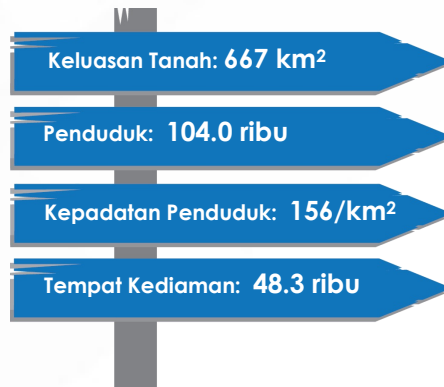 Keluasan Tanah: 667 km²
Penduduk: 104.0 ribu
Kepadatan Penduduk: 156/km²
Tempat Kediaman: 48.3 ribu